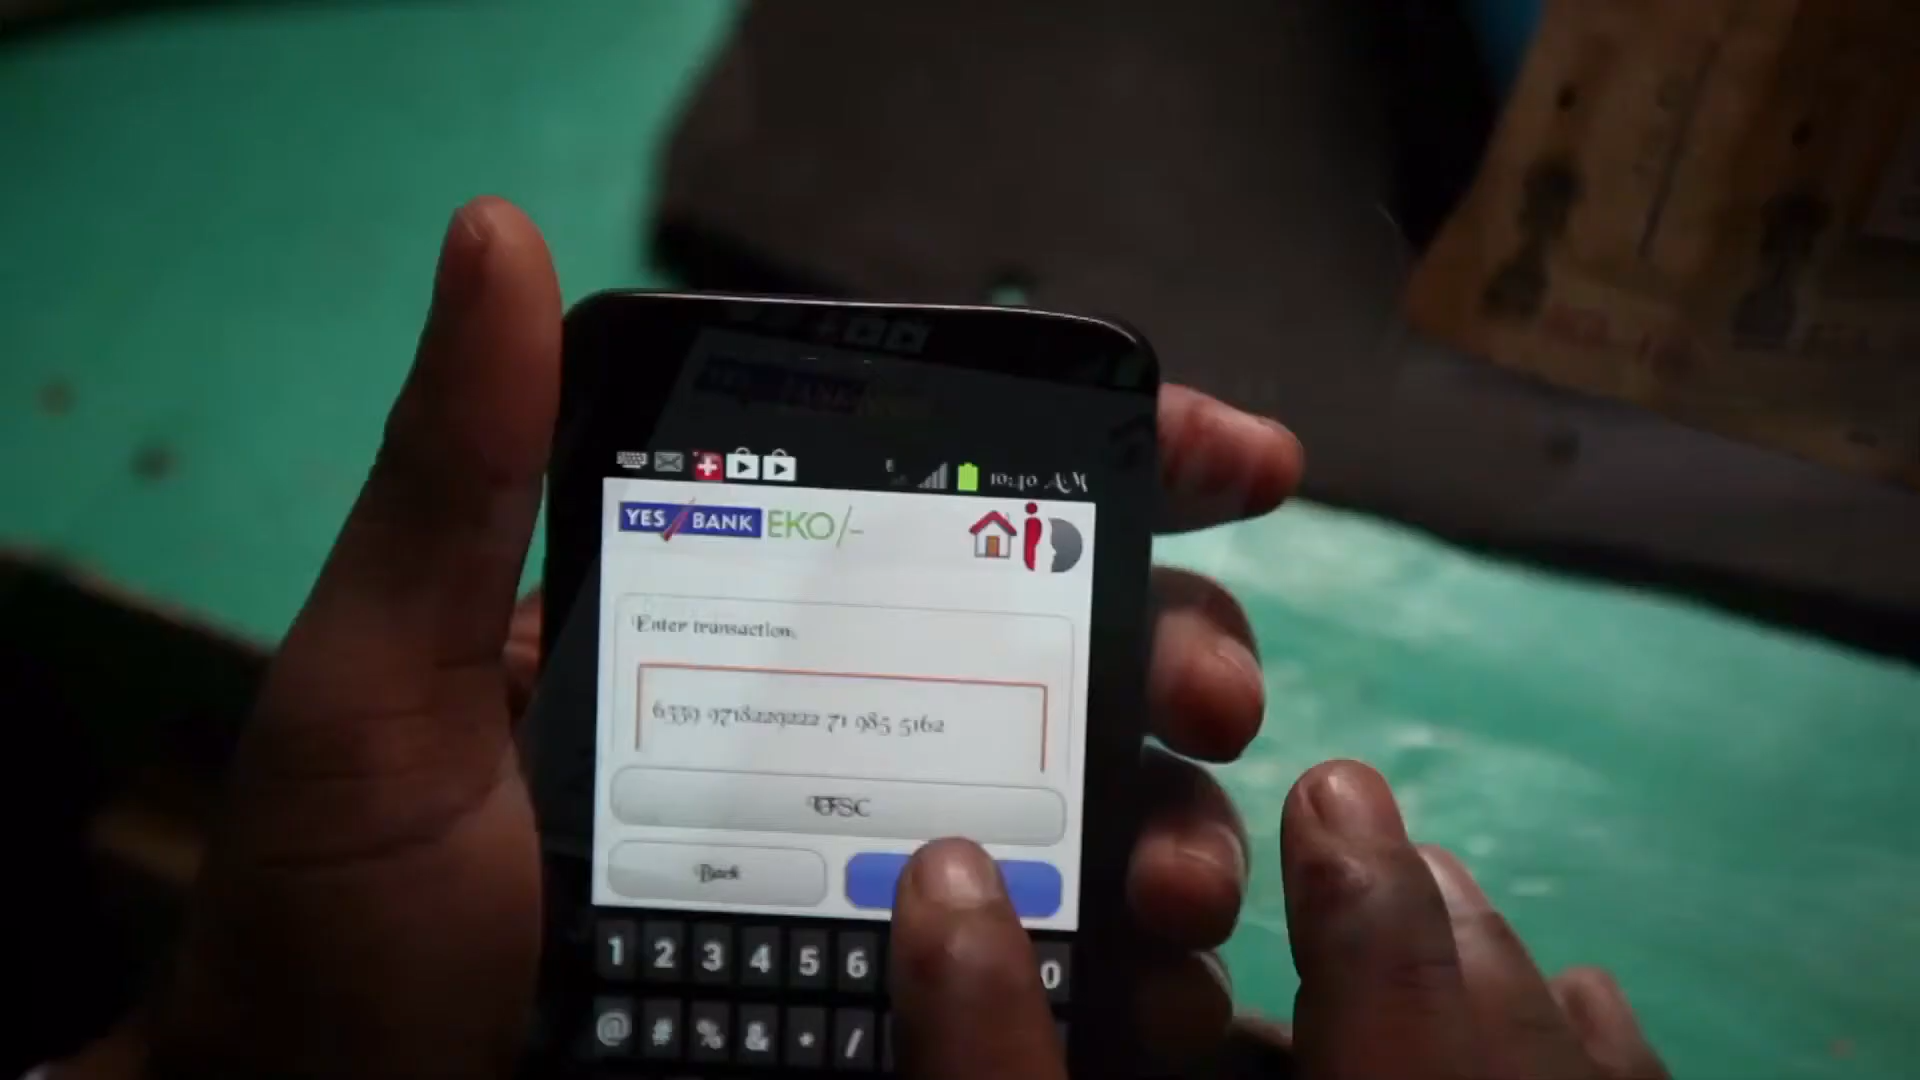 10:40 AM
YES BANK EKO/-
Enter transaction.
6339 9718229222 71 985 5162
Back
1 2 3 4 5 6 0
@ # % & * /